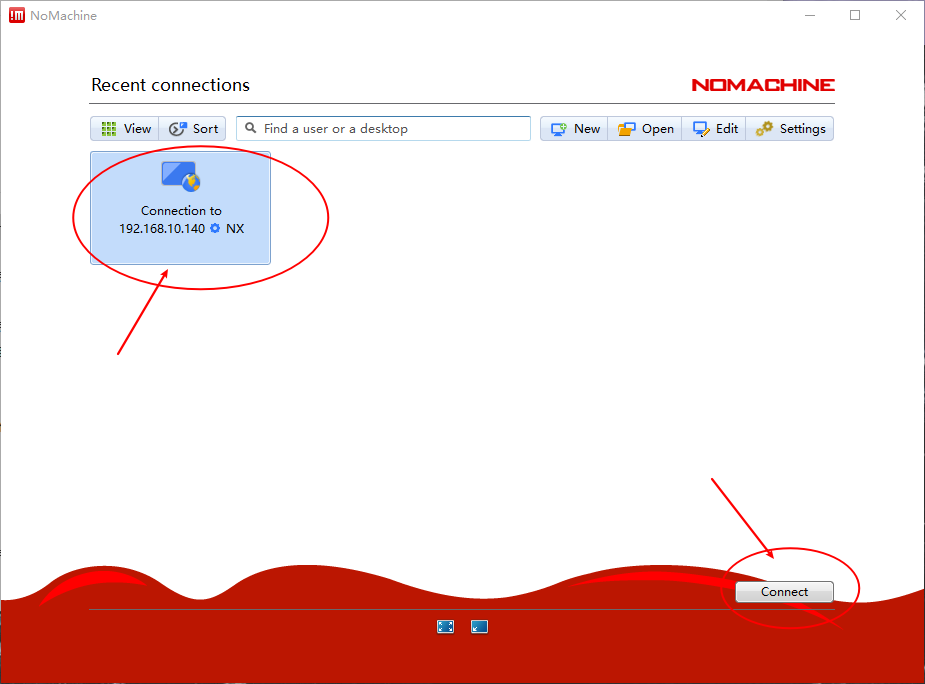 NoMachine
Recent connections
NOMACHINE
View
Sort
Find a user or a desktop
New
Open
Edit
Settings
Connection to
192.168.10.140 NX
Connect